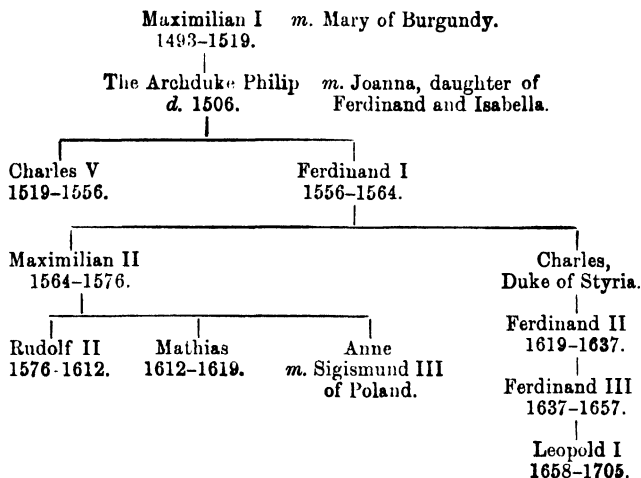 Maximilian I m. Mary of Burgundy.
1493–1519.
The Archduke Philip m. Joanna, daughter of
d. 1506. Ferdinand and Isabella.
Charles V Ferdinand I
1519–1556. 1556–1564.
Maximilian II Charles,
1564–1576. Duke of Styria.
Rudolf II Mathias Anne Ferdinand II
1576-1612. 1612–1619. m. Sigismund III 1619–1637.
of Poland. Ferdinand III
1637–1657.
Leopold I
1658–1705.